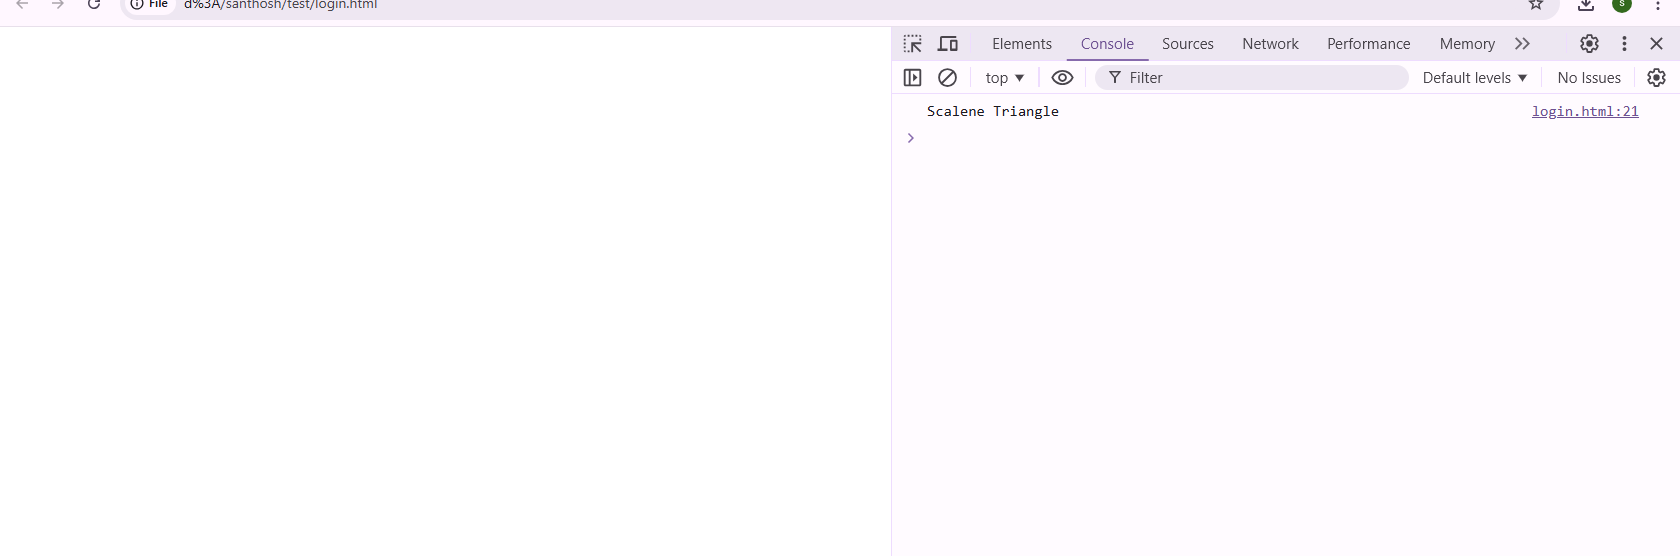 File d%3A/santhosh/test/login.html s
Elements Console Sources Network Performance Memory
top Filter Default levels No Issues
Scalene Triangle login.html:21